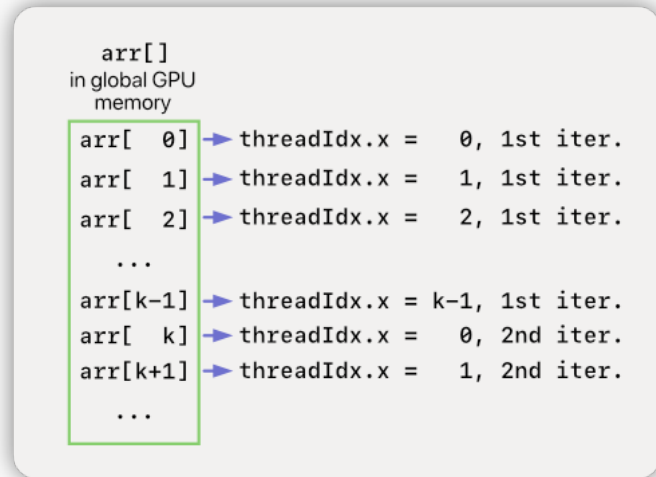 arr[]
in global GPU
memory
arr[  0] threadIdx.x =   0, 1st iter.
arr[  1] threadIdx.x =   1, 1st iter.
arr[  2] threadIdx.x =   2, 1st iter.
...
arr[k-1] threadIdx.x = k-1, 1st iter.
arr[  k] threadIdx.x =   0, 2nd iter.
arr[k+1] threadIdx.x =   1, 2nd iter.
...